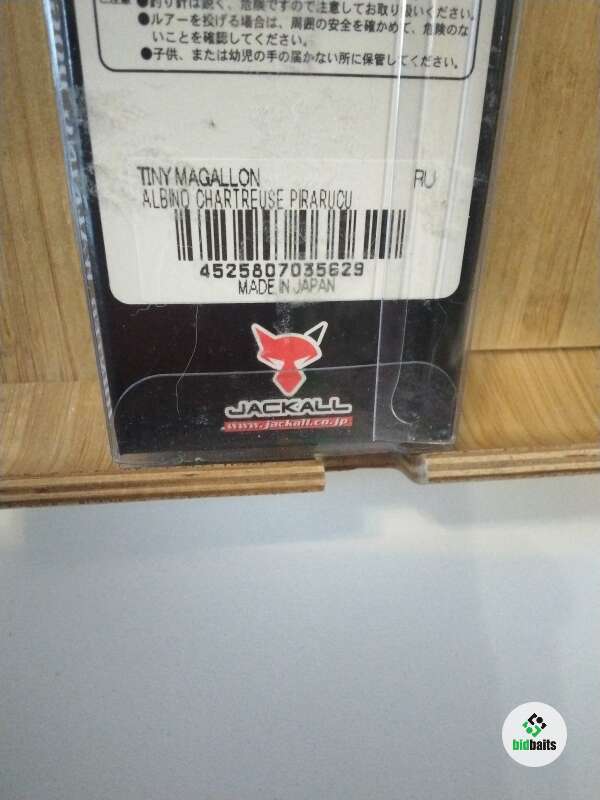 ●釣り針は鋭く、危険ですので注意してお取り扱いください。
●ルアーを投げる場合は、周囲の安全を確かめて、危険のな
いことを確認してください。
●子供、または幼児の手の届かない所に保管してください。
TINY MAGALLON RU
ALBINO CHARTREUSE PIRARUCU
4525807035629
MADE IN JAPAN
JACKALL
www.jackall.co.jp
bidbaits